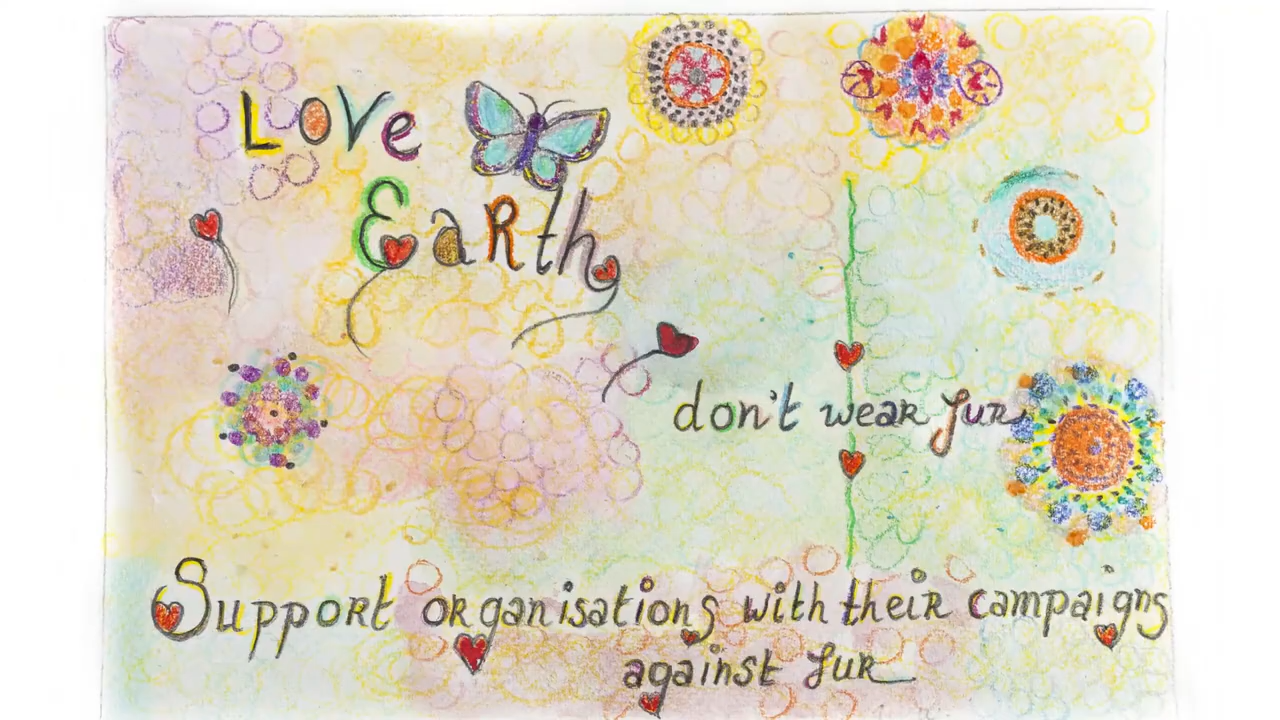 Love
Earth
don't wear fur
Support organisations with their campaigns
against fur